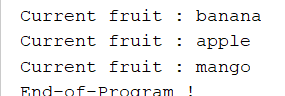 Current fruit : banana
Current fruit : apple
Current fruit : mango
End-of-Program !